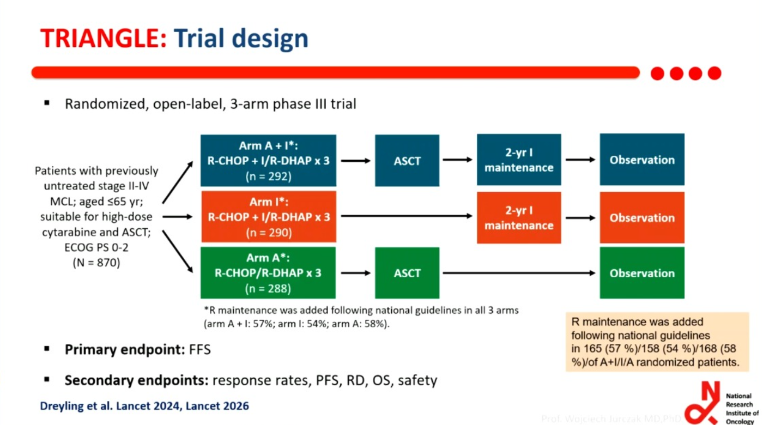 TRIANGLE: Trial design
▪ Randomized, open-label, 3-arm phase III trial
Patients with previously
untreated stage II-IV
MCL; aged ≤65 yr;
suitable for high-dose
cytarabine and ASCT;
ECOG PS 0-2
(N = 870)
Arm A + I*:
R-CHOP + I/R-DHAP x 3
(n = 292)
ASCT
2-yr I
maintenance
Observation
Arm I*:
R-CHOP + I/R-DHAP x 3
(n = 290)
2-yr I
maintenance
Observation
Arm A*:
R-CHOP/R-DHAP x 3
(n = 288)
ASCT
Observation
*R maintenance was added following national guidelines in all 3 arms
(arm A + I: 57%; arm I: 54%; arm A: 58%).
R maintenance was added
following national guidelines
in 165 (57 %)/158 (54 %)/168 (58
%)/of A+I/I/A randomized patients.
▪ Primary endpoint: FFS
▪ Secondary endpoints: response rates, PFS, RD, OS, safety
Dreyling et al. Lancet 2024, Lancet 2026
National
Research
Institute of
Oncology